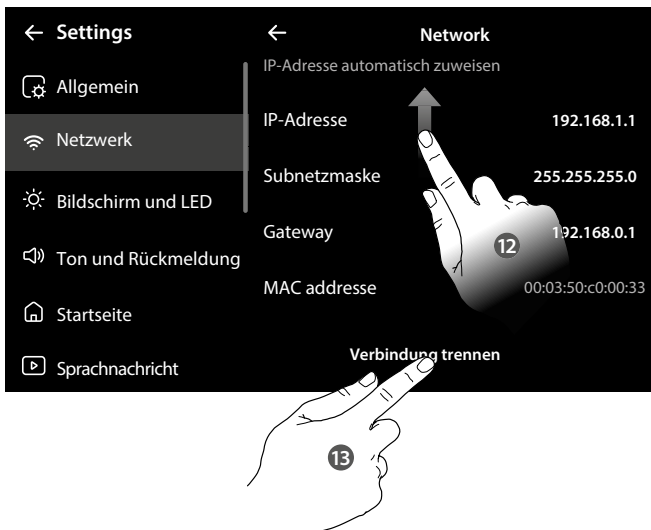 Settings
Allgemein
Netzwerk
Bildschirm und LED
Ton und Rückmeldung
Startseite
Sprachnachricht
Network
IP-Adresse automatisch zuweisen
IP-Adresse 192.168.1.1
Subnetzmaske 255.255.255.0
Gateway 192.168.0.1
MAC addresse 00:03:50:c0:00:33
Verbindung trennen
12
13